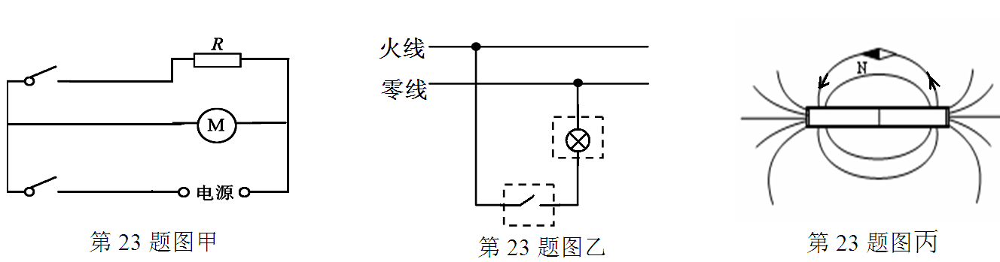 R
M
电源
第 23 题图甲
火线
零线
第 23 题图乙
N
第 23 题图丙